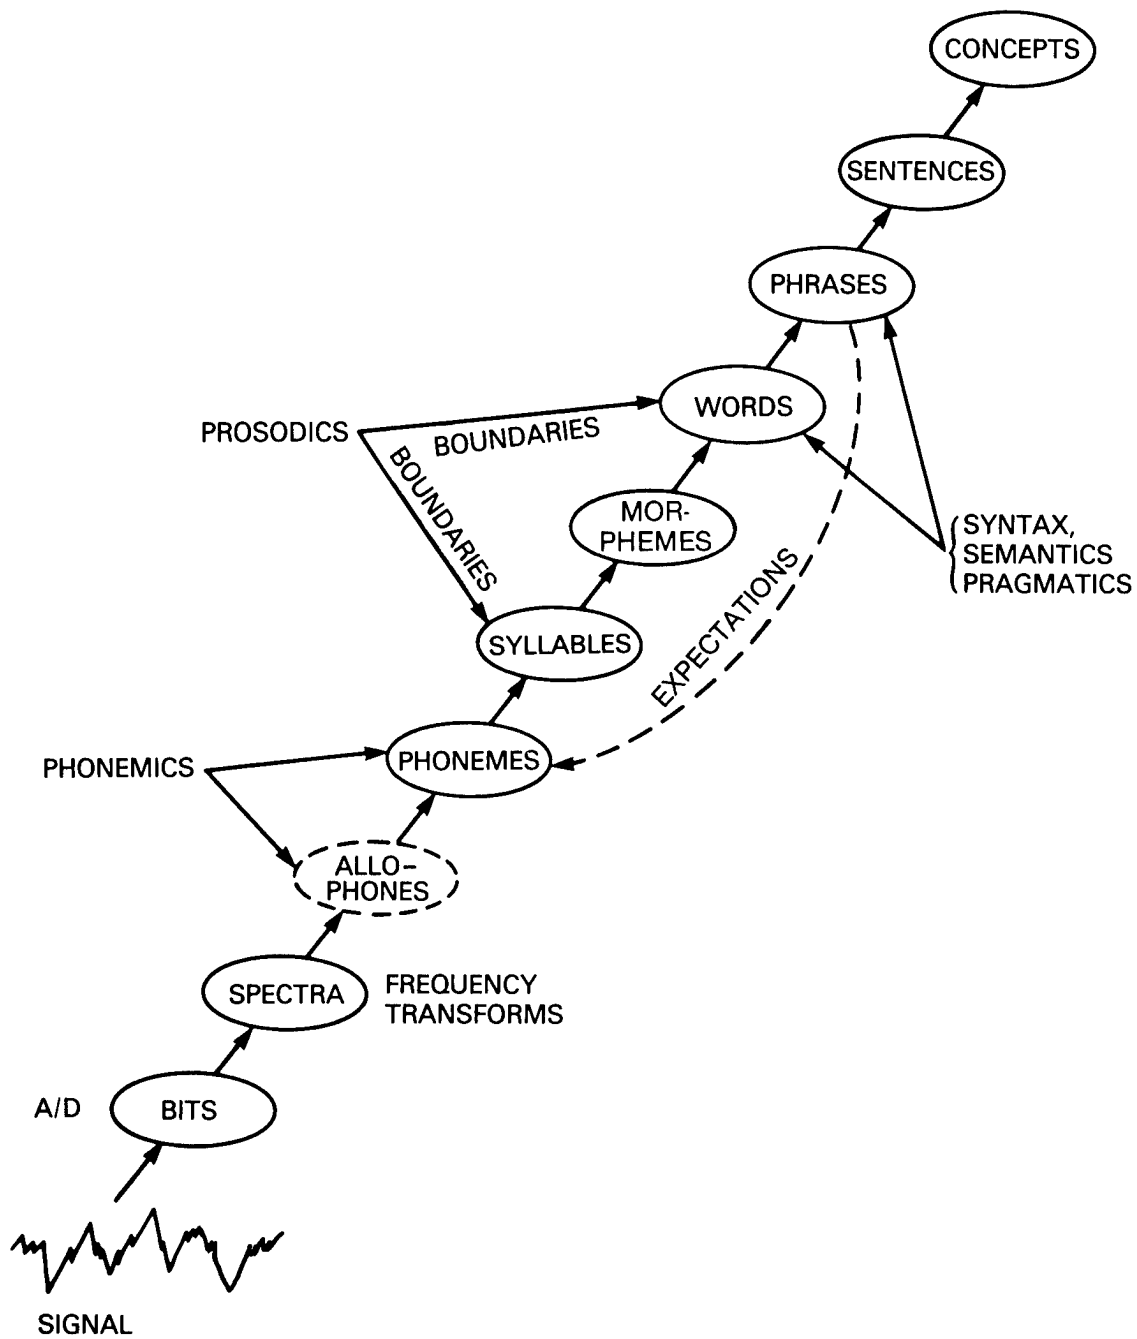 CONCEPTS
SENTENCES
PHRASES
WORDS
PROSODICS
BOUNDARIES
BOUNDARIES
MOR-
PHEMES
SYNTAX,
SEMANTICS
PRAGMATICS
EXPECTATIONS
SYLLABLES
PHONEMES
PHONEMICS
ALLO-
PHONES
SPECTRA
FREQUENCY
TRANSFORMS
A/D
BITS
SIGNAL